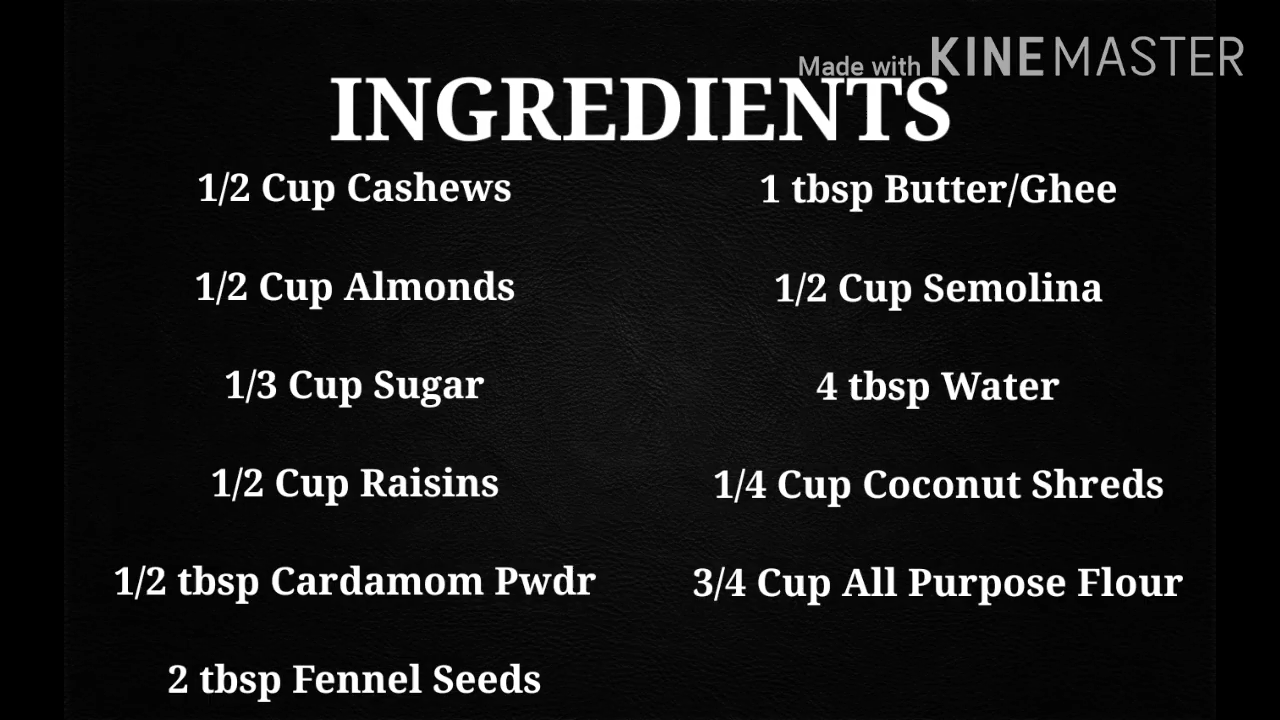 Made with KINEMASTER
INGREDIENTS
1/2 Cup Cashews
1/2 Cup Almonds
1/3 Cup Sugar
1/2 Cup Raisins
1/2 tbsp Cardamom Pwdr
2 tbsp Fennel Seeds
1 tbsp Butter/Ghee
1/2 Cup Semolina
4 tbsp Water
1/4 Cup Coconut Shreds
3/4 Cup All Purpose Flour